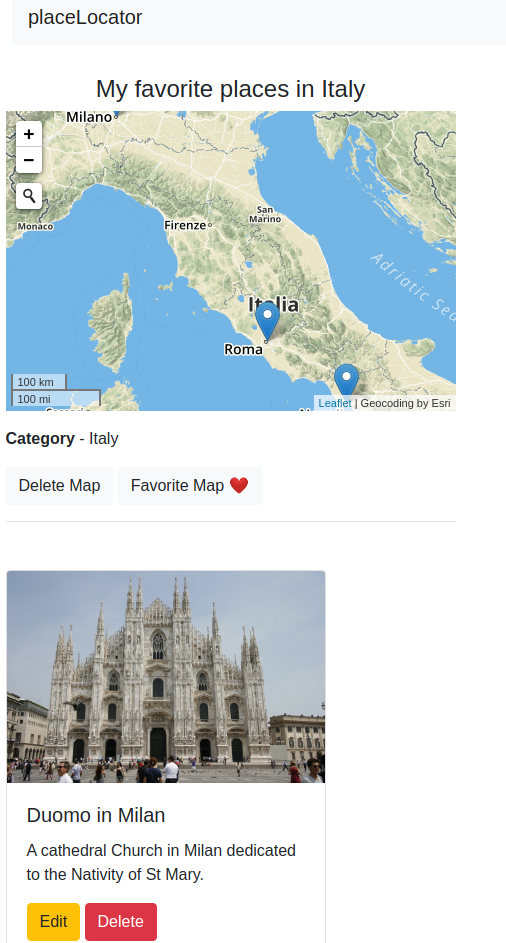 placeLocator
My favorite places in Italy
Milano
+
−
San
Marino
Firenze
Monaco
Adriatic Sea
Italia
Roma
100 km
100 mi
Leaflet | Geocoding by Esri
Category - Italy
Delete Map
Favorite Map ❤️
Duomo in Milan
A cathedral Church in Milan dedicated
to the Nativity of St Mary.
Edit
Delete